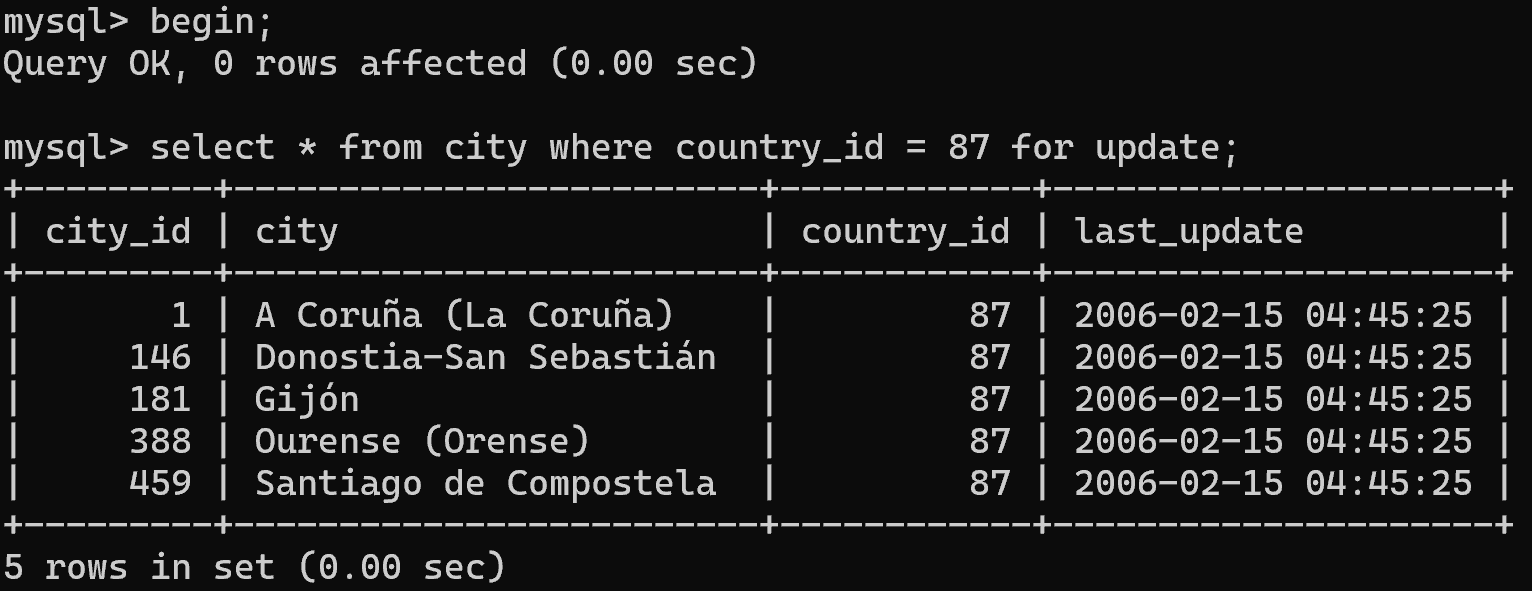 mysql> begin;
Query OK, 0 rows affected (0.00 sec)

mysql> select * from city where country_id = 87 for update;
+---------+-------------------------+------------+---------------------+
| city_id | city                    | country_id | last_update         |
+---------+-------------------------+------------+---------------------+
|       1 | A Coruña (La Coruña)    |         87 | 2006-02-15 04:45:25 |
|     146 | Donostia-San Sebastián  |         87 | 2006-02-15 04:45:25 |
|     181 | Gijón                   |         87 | 2006-02-15 04:45:25 |
|     388 | Ourense (Orense)        |         87 | 2006-02-15 04:45:25 |
|     459 | Santiago de Compostela  |         87 | 2006-02-15 04:45:25 |
+---------+-------------------------+------------+---------------------+
5 rows in set (0.00 sec)